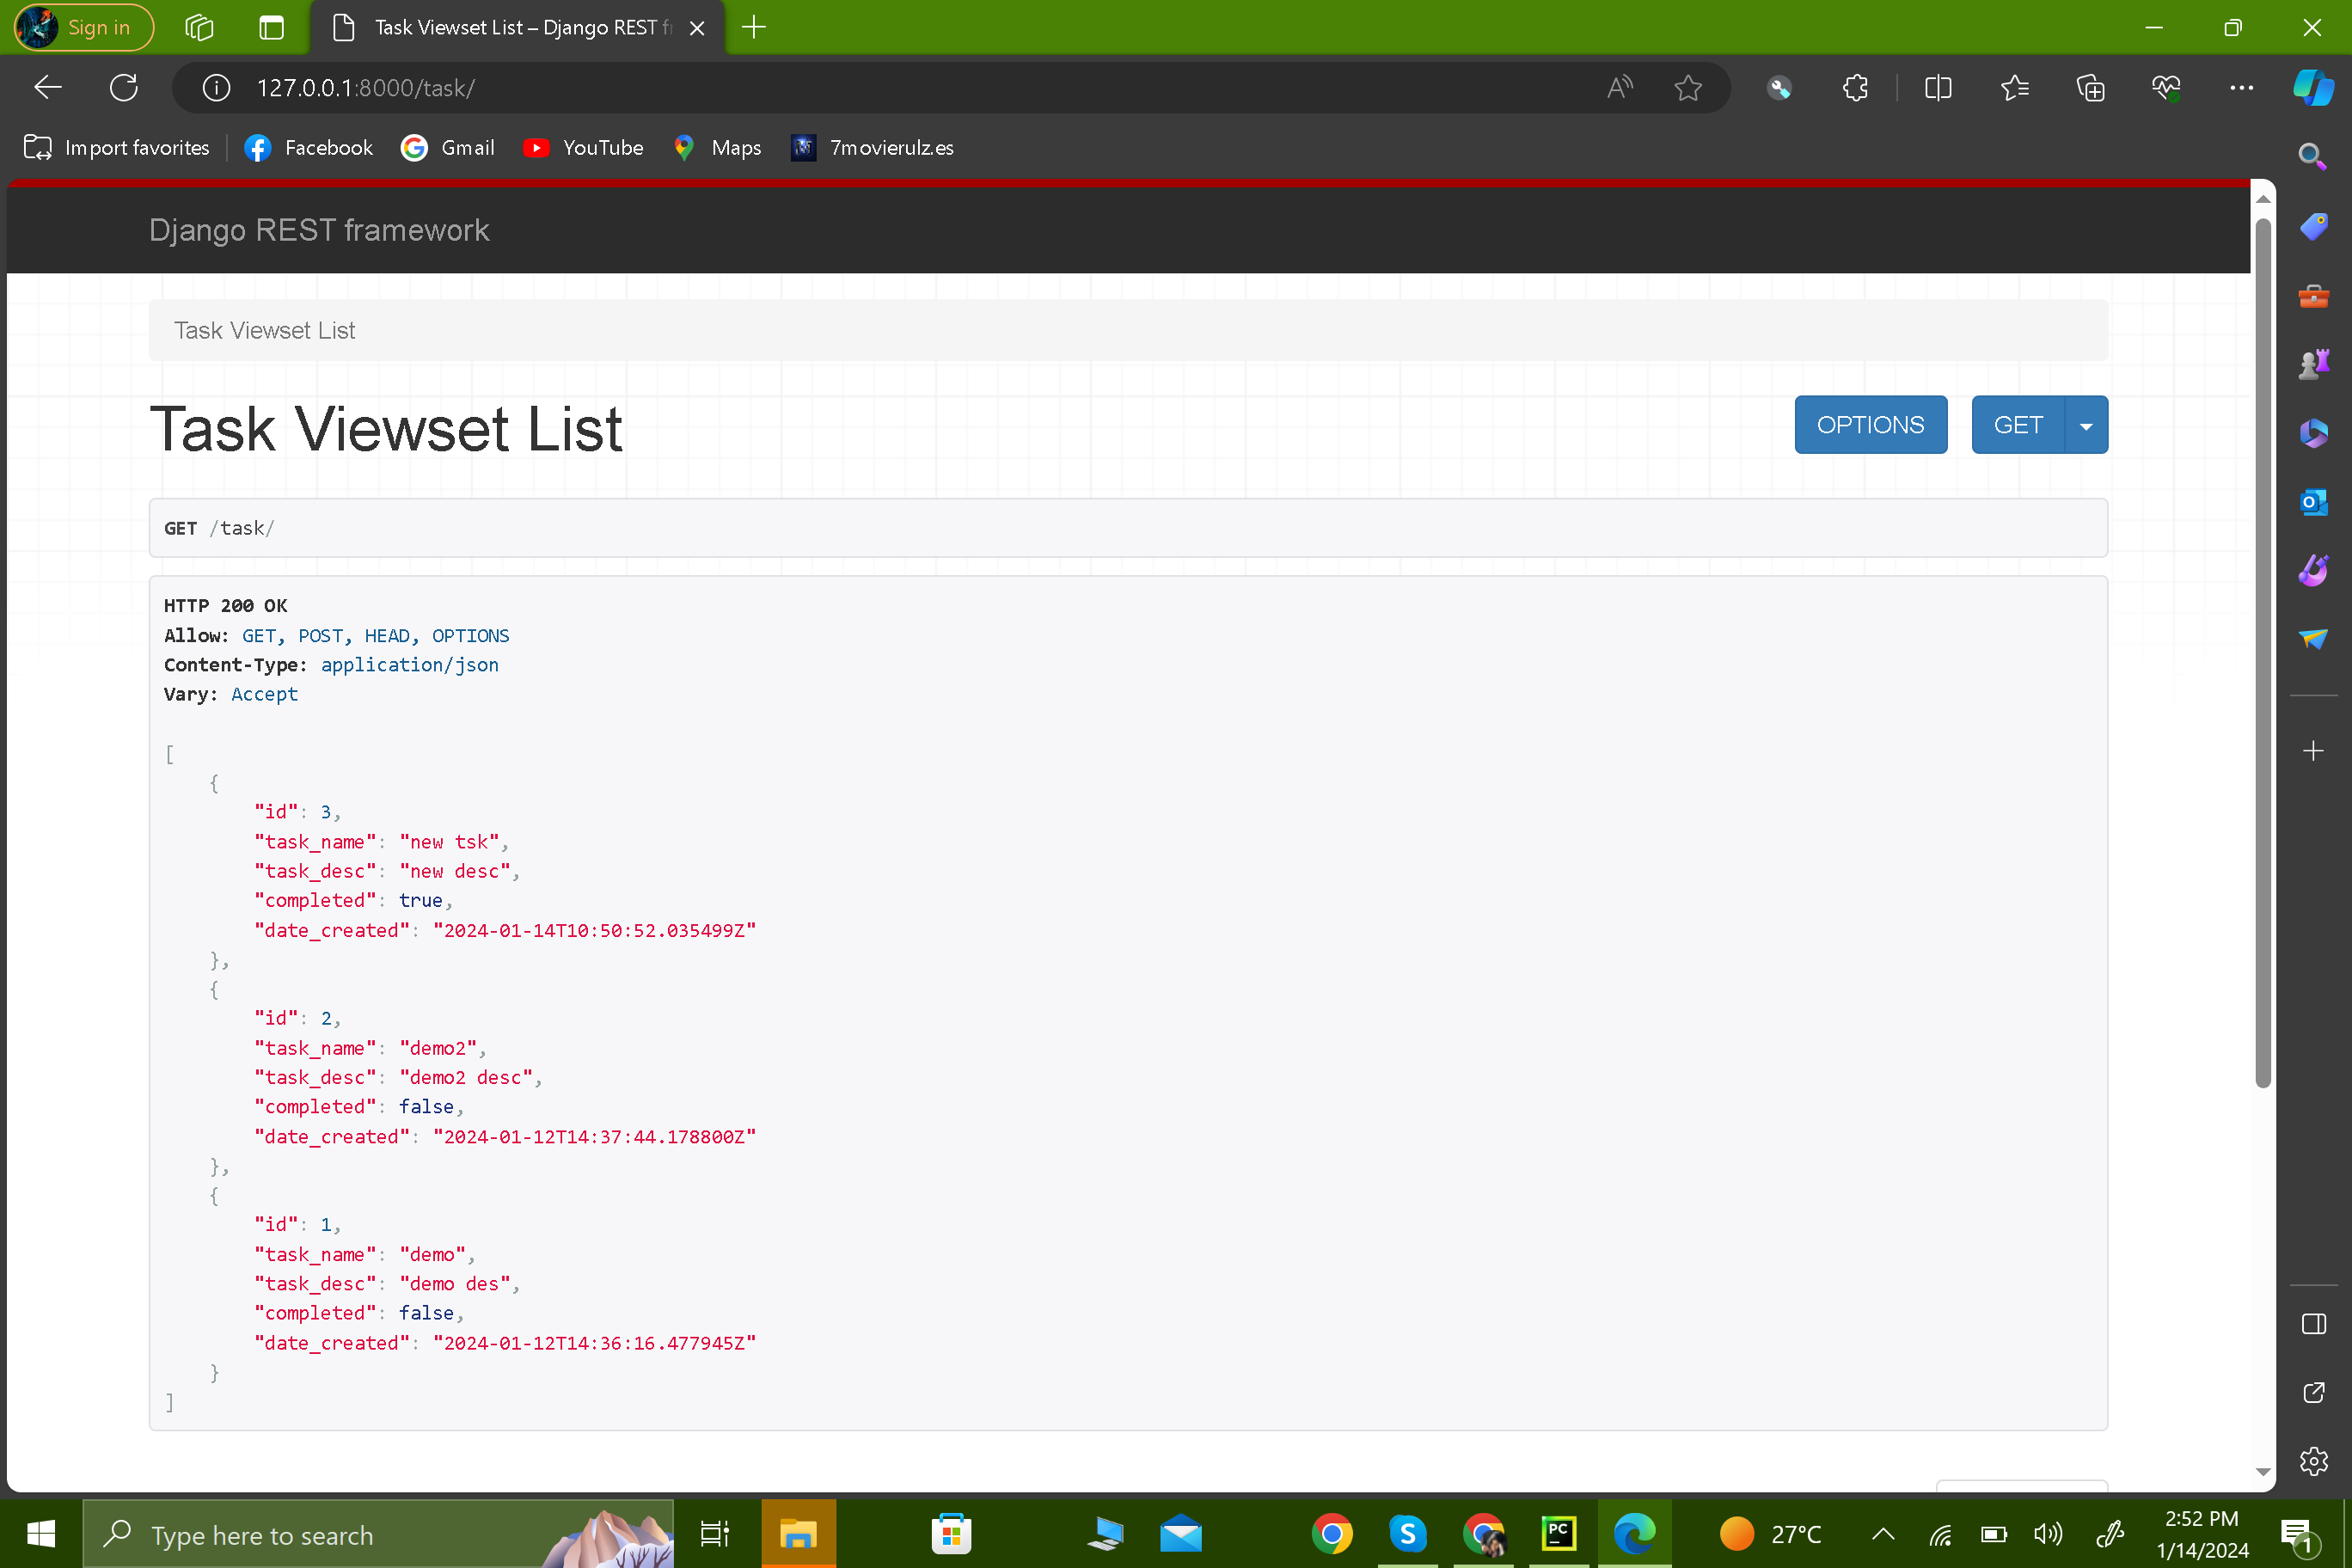 Sign in
Task Viewset List – Django REST fr
127.0.0.1:8000/task/
Import favorites
Facebook
Gmail
YouTube
Maps
7movierulz.es
Django REST framework
Task Viewset List
Task Viewset List
OPTIONS
GET
GET /task/
HTTP 200 OK
Allow: GET, POST, HEAD, OPTIONS
Content-Type: application/json
Vary: Accept
[
{
"id": 3,
"task_name": "new tsk",
"task_desc": "new desc",
"completed": true,
"date_created": "2024-01-14T10:50:52.035499Z"
},
{
"id": 2,
"task_name": "demo2",
"task_desc": "demo2 desc",
"completed": false,
"date_created": "2024-01-12T14:37:44.178800Z"
},
{
"id": 1,
"task_name": "demo",
"task_desc": "demo des",
"completed": false,
"date_created": "2024-01-12T14:36:16.477945Z"
}
]
Type here to search
27°C
2:52 PM
1/14/2024
1